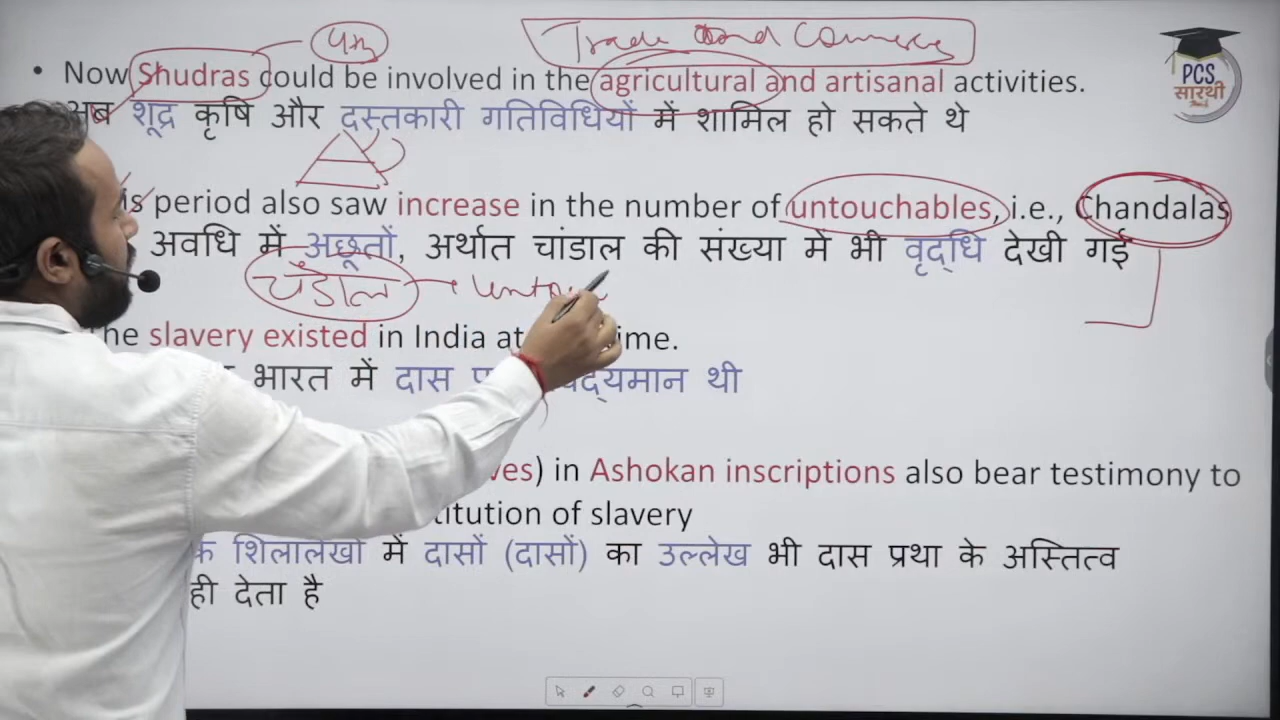 Trade and Commerce
• Now Shudras could be involved in the agricultural and artisanal activities.
अब शूद्र कृषि और दस्तकारी गतिविधियों में शामिल हो सकते थे
is period also saw increase in the number of untouchables, i.e., Chandalas
अवधि में अछूतों, अर्थात चांडाल की संख्या में भी वृद्धि देखी गई
चंडाल → untou
he slavery existed in India at ime.
भारत में दास विद्यमान थी
ves) in Ashokan inscriptions also bear testimony to
titution of slavery
क शिलालेखों में दासों (दासों) का उल्लेख भी दास प्रथा के अस्तित्व
ही देता है
PCS
सारथी